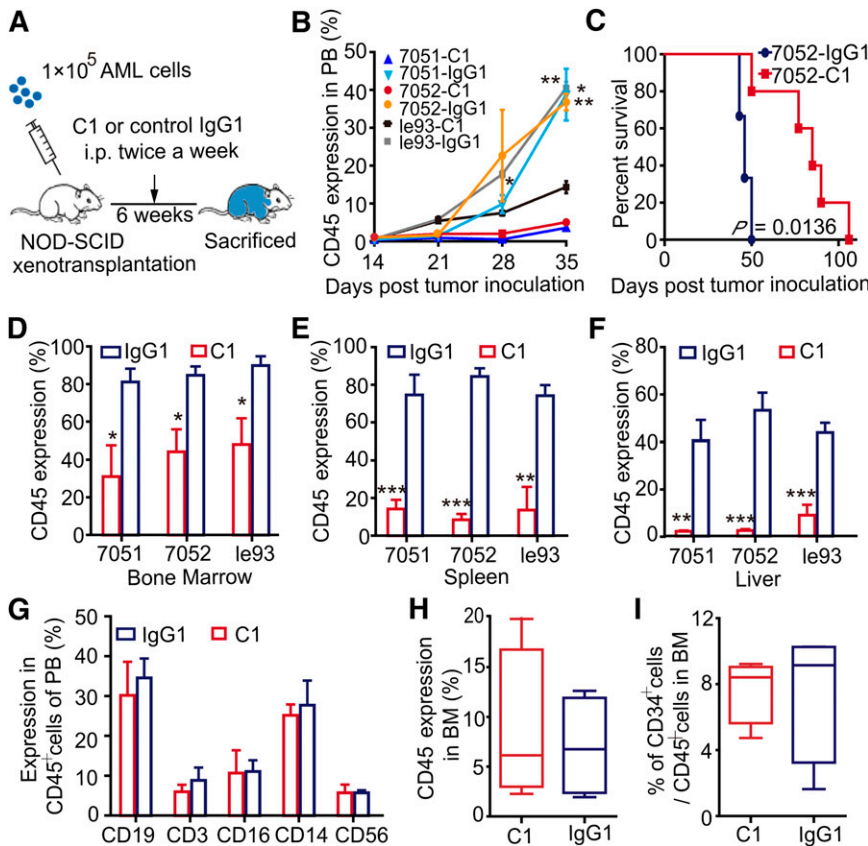 A
1×10⁵ AML cells
C1 or control IgG1
i.p. twice a week
6 weeks
NOD-SCID
xenotransplantation
Sacrificed
B
CD45 expression in PB (%)
50
40
30
20
10
0
7051-C1
7051-IgG1
7052-C1
7052-IgG1
le93-C1
le93-IgG1
*
**
*
**
14 21 28 35
Days post tumor inoculation
C
Percent survival
100
80
60
40
20
0
7052-IgG1
7052-C1
P = 0.0136
0 50 100
Days post tumor inoculation
D
CD45 expression (%)
100
80
60
40
20
0
IgG1 C1
* * *
7051 7052 le93
Bone Marrow
E
CD45 expression (%)
100
80
60
40
20
0
IgG1 C1
*** *** **
7051 7052 le93
Spleen
F
CD45 expression (%)
80
60
40
20
0
IgG1 C1
** *** ***
7051 7052 le93
Liver
G
Expression in
CD45⁺cells of PB (%)
50
40
30
20
10
0
IgG1 C1
CD19 CD3 CD16 CD14 CD56
H
CD45 expression
in BM (%)
20
15
10
5
0
C1 IgG1
I
% of CD34⁺cells
/ CD45⁺cells in BM
12
8
4
0
C1 IgG1